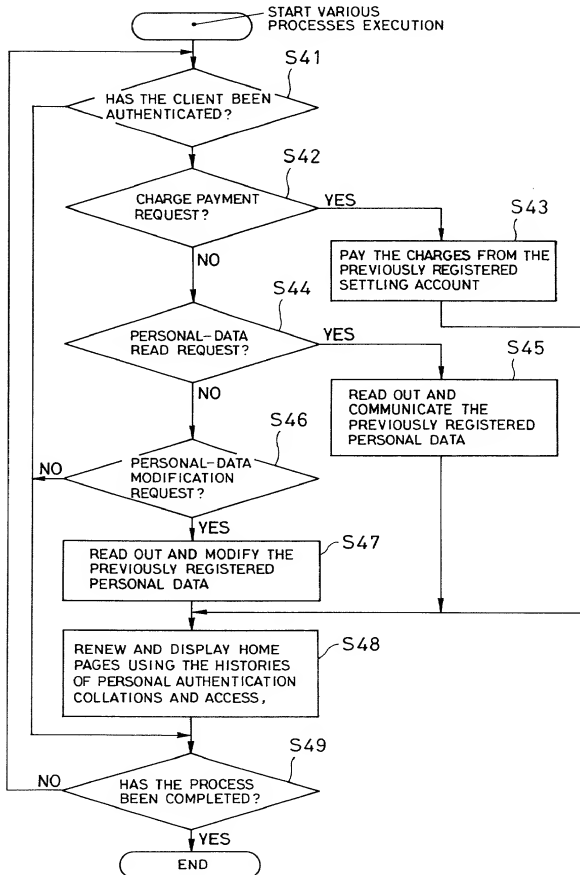 START VARIOUS
PROCESSES EXECUTION
S41
HAS THE CLIENT BEEN
AUTHENTICATED?
S42
CHARGE PAYMENT
REQUEST?
YES
S43
NO
PAY THE CHARGES FROM THE
PREVIOUSLY REGISTERED
SETTLING ACCOUNT
S44
PERSONAL-DATA
READ REQUEST?
YES
S45
NO
READ OUT AND
COMMUNICATE THE
PREVIOUSLY REGISTERED
PERSONAL DATA
S46
NO
PERSONAL-DATA
MODIFICATION
REQUEST?
YES
S47
READ OUT AND MODIFY THE
PREVIOUSLY REGISTERED
PERSONAL DATA
S48
RENEW AND DISPLAY HOME
PAGES USING THE HISTORIES
OF PERSONAL AUTHENTICATION
COLLATIONS AND ACCESS,
S49
NO
HAS THE PROCESS
BEEN COMPLETED?
YES
END